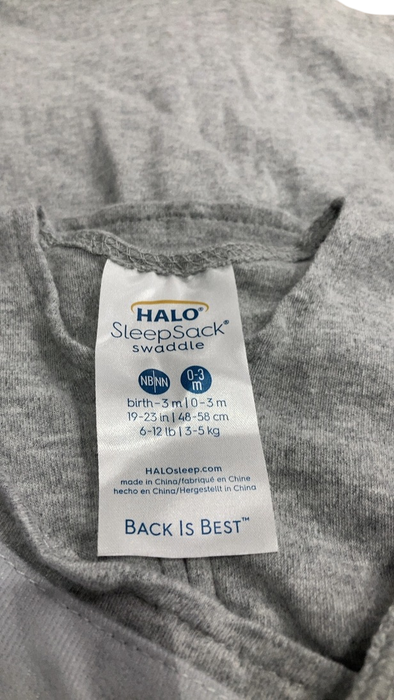 HALO®
SleepSack®
swaddle
NB|NN 0-3 m
birth-3 m | 0-3 m
19-23 in | 48-58 cm
6-12 lb | 3-5 kg
HALOsleep.com
made in China/fabriqué en Chine
hecho en China/Hergestellt in China
BACK IS BEST™